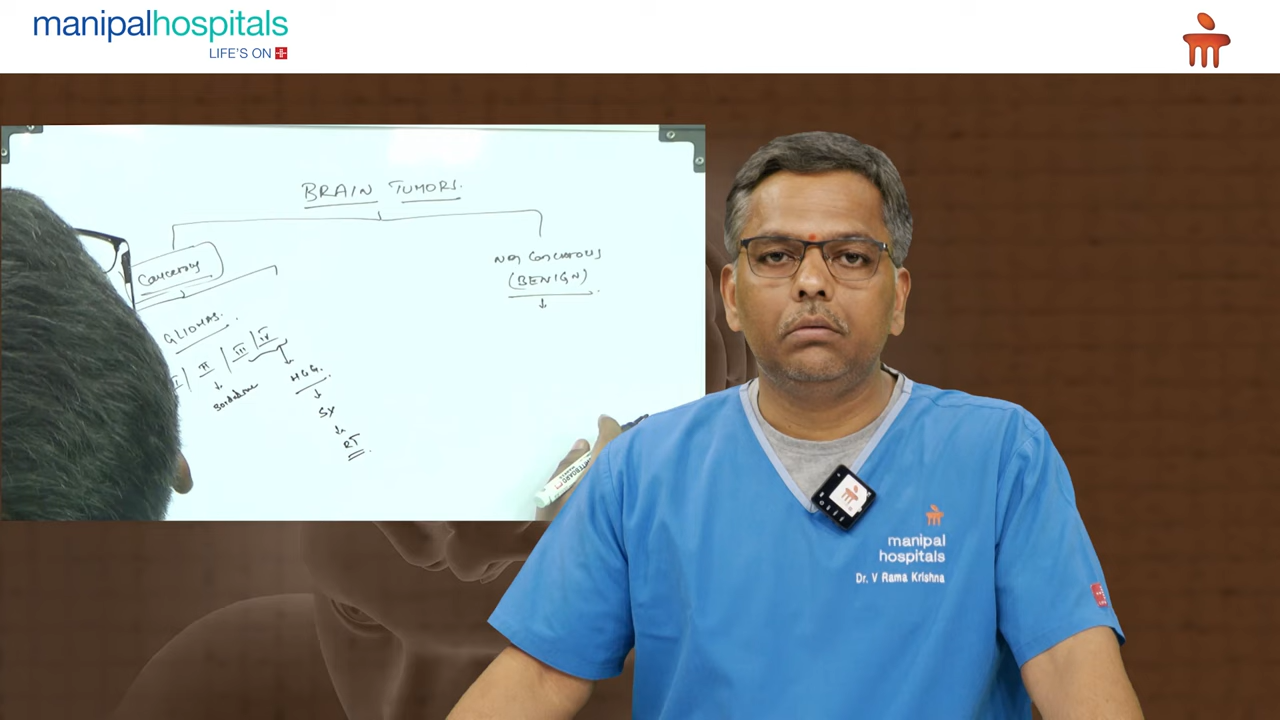 manipalhospitals
LIFE'S ON
BRAIN TUMORS.
Cancerous
Non Cancerous
(BENIGN)
GLIOMAS.
I | II | III | IV
Borderline
HGG.
SX
RT
manipal
hospitals
Dr. V Rama Krishna